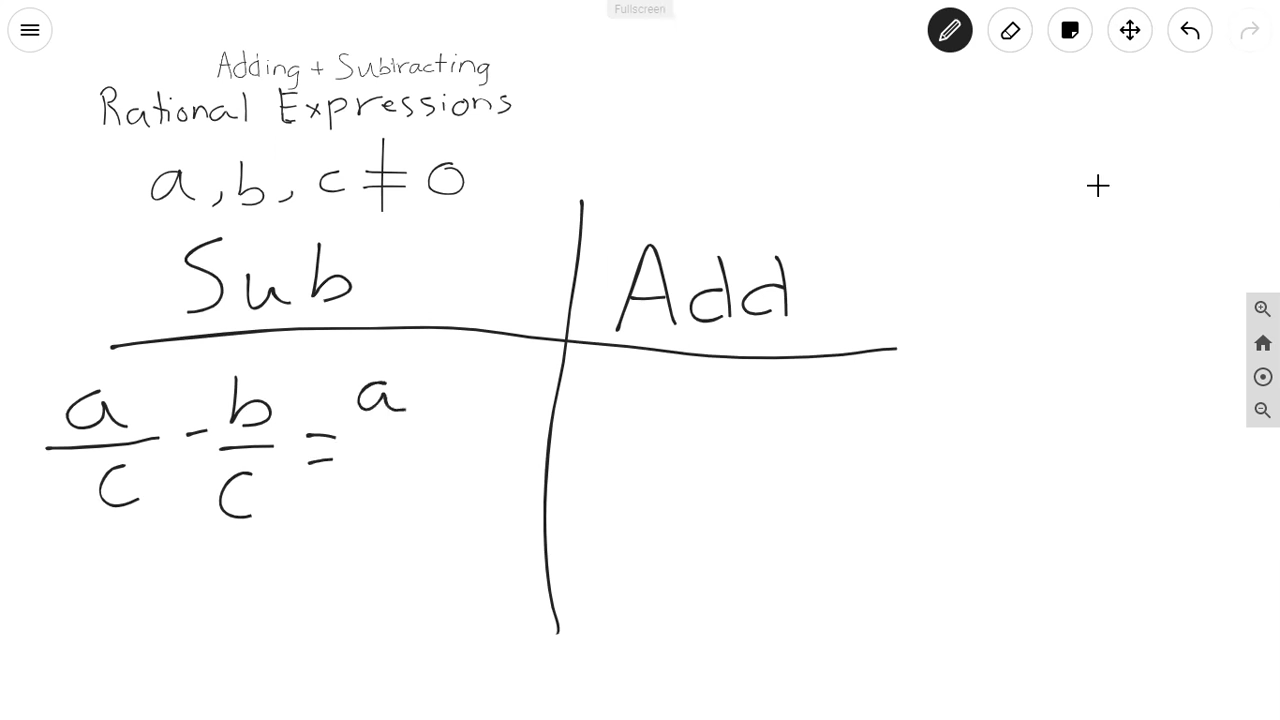 Fullscreen
Adding + Subtracting
Rational Expressions
a, b, c ≠ 0
Sub
Add
a/c - b/c = a